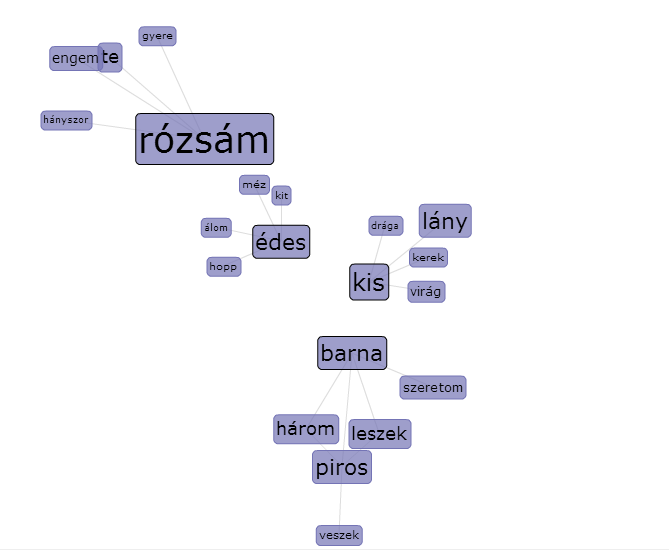 gyere
engem
te
hányszor
rózsám
méz
kit
álom
édes
hopp
drága
lány
kerek
kis
virág
barna
szeretom
három
leszek
piros
veszek